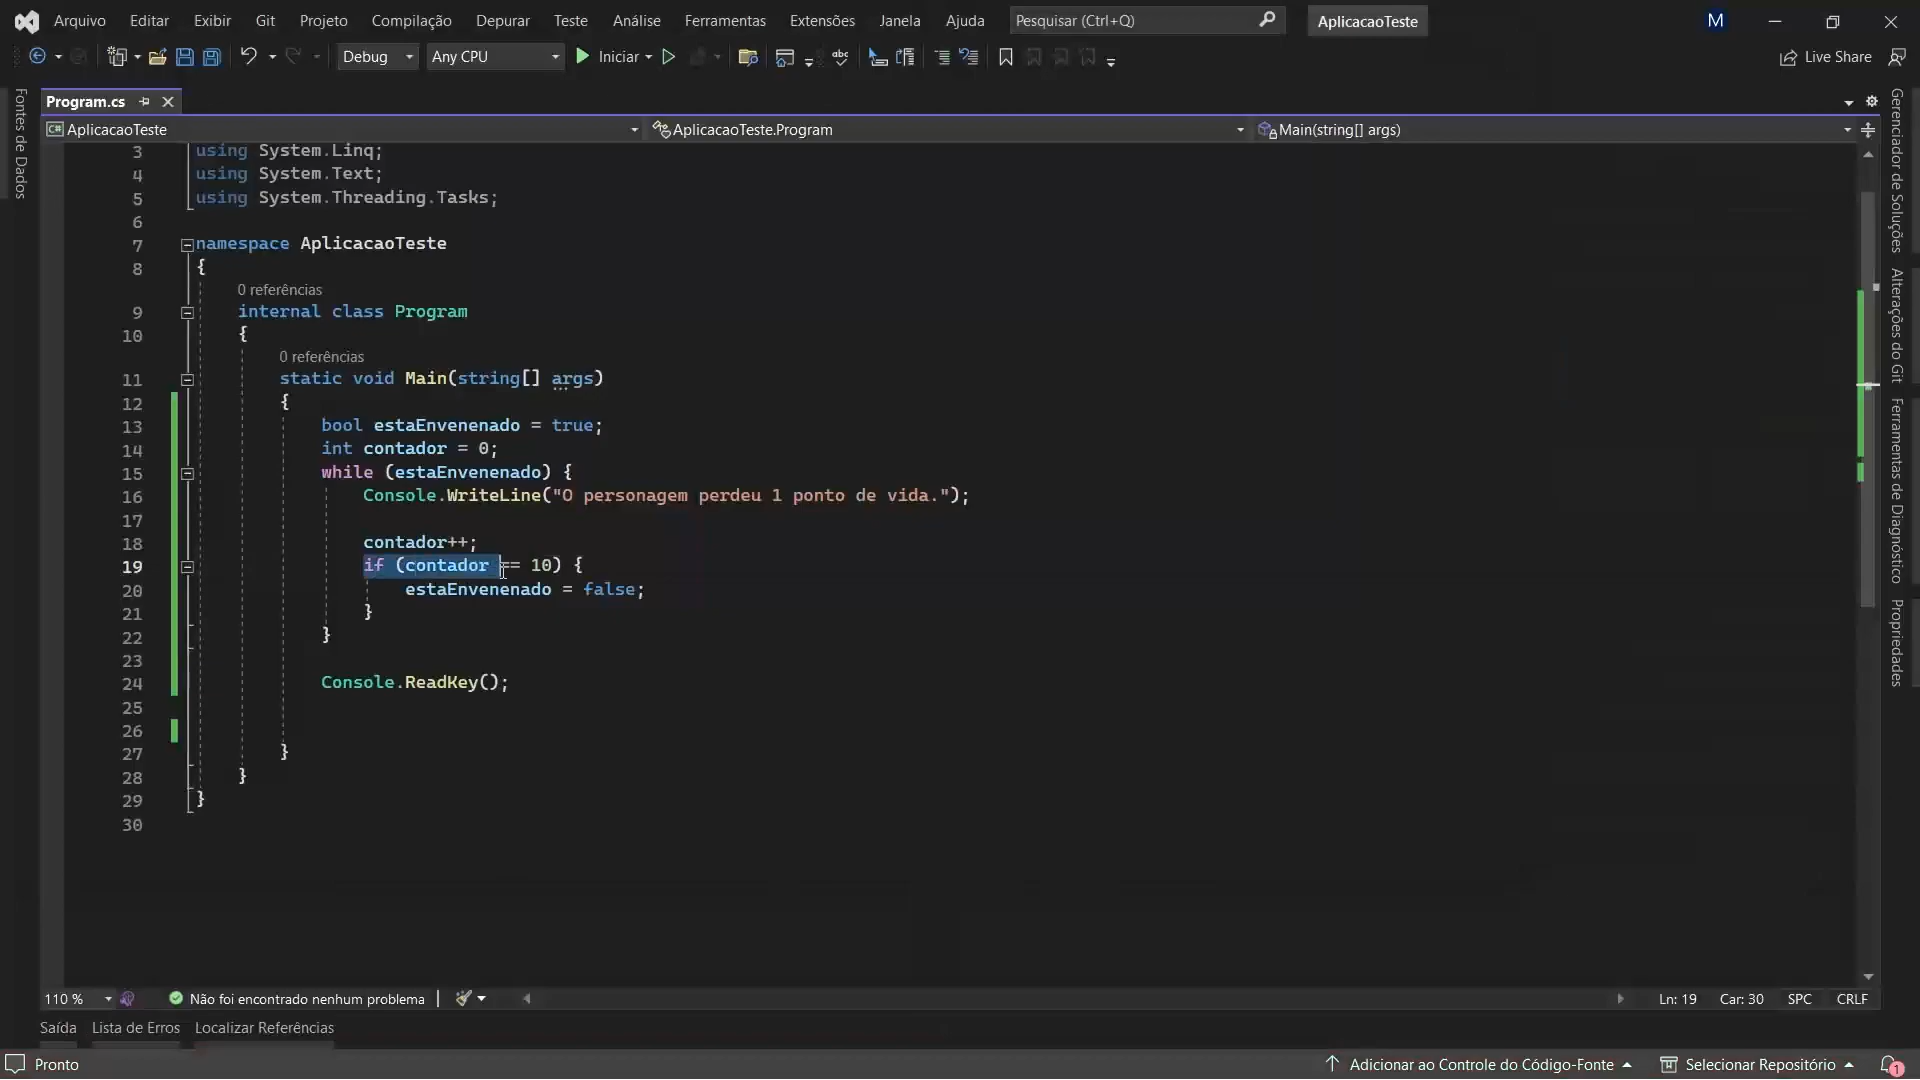 Arquivo Editar Exibir Git Projeto Compilação Depurar Teste Análise Ferramentas Extensões Janela Ajuda Pesquisar (Ctrl+Q) AplicacaoTeste M
Debug Any CPU Iniciar abc Live Share
Program.cs
C# AplicacaoTeste AplicacaoTeste.Program Main(string[] args)
Fontes de Dados
3 using System.Linq;
4 using System.Text;
5 using System.Threading.Tasks;
6
7 namespace AplicacaoTeste
8 {
0 referências
9 internal class Program
10 {
0 referências
11 static void Main(string[] args)
12 {
13 bool estaEnvenenado = true;
14 int contador = 0;
15 while (estaEnvenenado) {
16 Console.WriteLine("O personagem perdeu 1 ponto de vida.");
17
18 contador++;
19 if (contador == 10) {
20 estaEnvenenado = false;
21 }
22 }
23
24 Console.ReadKey();
25
26
27 }
28 }
29 }
30
Gerenciador de Soluções
Alterações do Git
Ferramentas de Diagnóstico
Propriedades
110 % Não foi encontrado nenhum problema Ln: 19 Car: 30 SPC CRLF
Saída Lista de Erros Localizar Referências
Pronto Adicionar ao Controle do Código-Fonte Selecionar Repositório 1